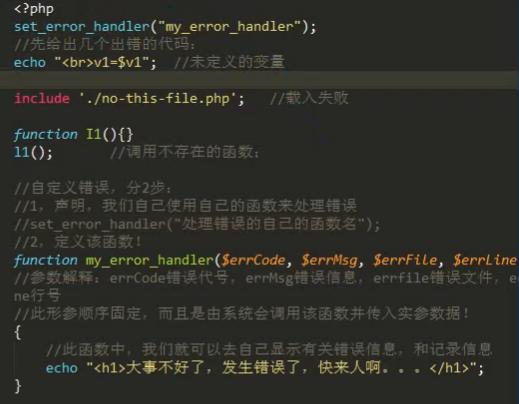 <?php
set_error_handler("my_error_handler");
//先给出几个出错的代码：
echo "<br>v1=$v1";  //未定义的变量
include './no-this-file.php';   //载入失败
function I1(){}
l1();      //调用不存在的函数；
//自定义错误，分2步：
//1，声明，我们自己使用自己的函数来处理错误
//set_error_handler("处理错误的自己的函数名");
//2，定义该函数！
function my_error_handler($errCode, $errMsg, $errFile, $errLine
//参数解释：errCode错误代号，errMsg错误信息，errfile错误文件，e
ne行号
//此形参顺序固定，而且是由系统会调用该函数并传入实参数据！
{
//此函数中，我们就可以去自己显示有关错误信息，和记录信息
echo "<h1>大事不好了，发生错误了，快来人啊。。。</h1>";
}